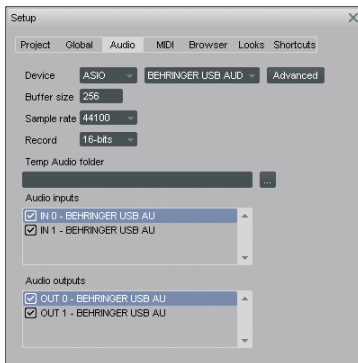 Setup
Project Global Audio MIDI Browser Looks Shortcuts
Device ASIO BEHRINGER USB AUD Advanced
Buffer size 256
Sample rate 44100
Record 16-bits
Temp Audio folder
...
Audio inputs
IN 0 - BEHRINGER USB AU
IN 1 - BEHRINGER USB AU
Audio outputs
OUT 0 - BEHRINGER USB AU
OUT 1 - BEHRINGER USB AU